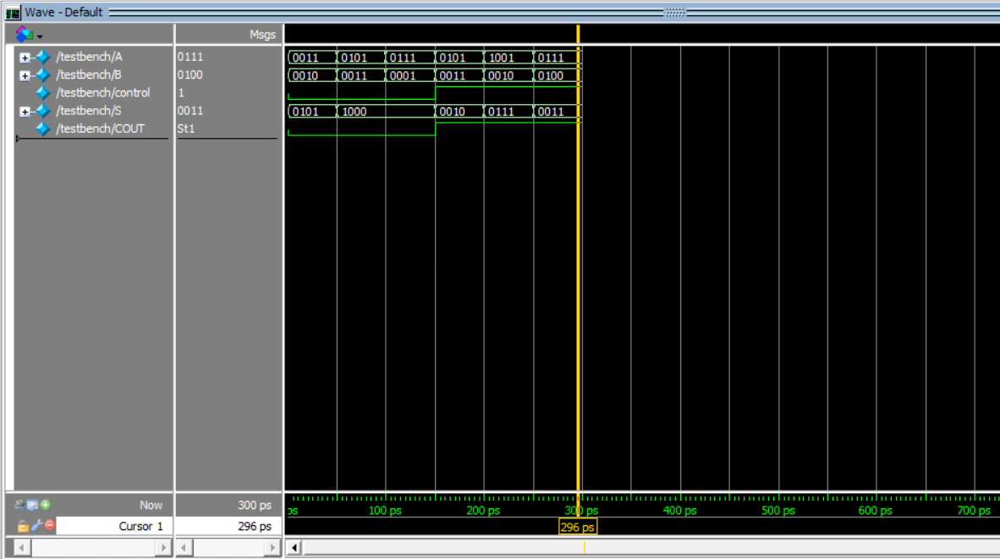 Wave - Default
Msgs
/testbench/A 0111 0011 0101 0111 0101 1001 0111
/testbench/B 0100 0010 0011 0001 0011 0010 0100
/testbench/control 1
/testbench/S 0011 0101 1000 0010 0111 0011
/testbench/COUT St1
Now 300 ps ps 100 ps 200 ps 300 ps 400 ps 500 ps 600 ps 700 ps
Cursor 1 296 ps 296 ps